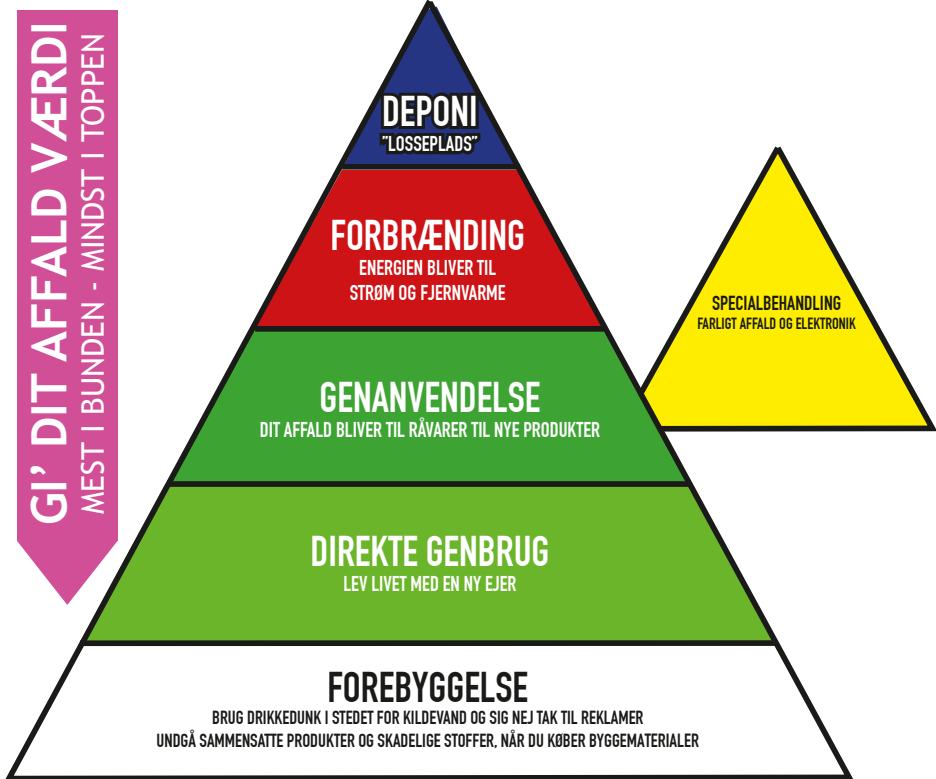 GI' DIT AFFALD VÆRDI
MEST I BUNDEN - MINDST I TOPPEN
DEPONI
"LOSSEPLADS"
FORBRÆNDING
ENERGIEN BLIVER TIL
STRØM OG FJERNVARME
SPECIALBEHANDLING
FARLIGT AFFALD OG ELEKTRONIK
GENANVENDELSE
DIT AFFALD BLIVER TIL RÅVARER TIL NYE PRODUKTER
DIREKTE GENBRUG
LEV LIVET MED EN NY EJER
FOREBYGGELSE
BRUG DRIKKEDUNK I STEDET FOR KILDEVAND OG SIG NEJ TAK TIL REKLAMER
UNDGÅ SAMMENSATTE PRODUKTER OG SKADELIGE STOFFER, NÅR DU KØBER BYGGEMATERIALER